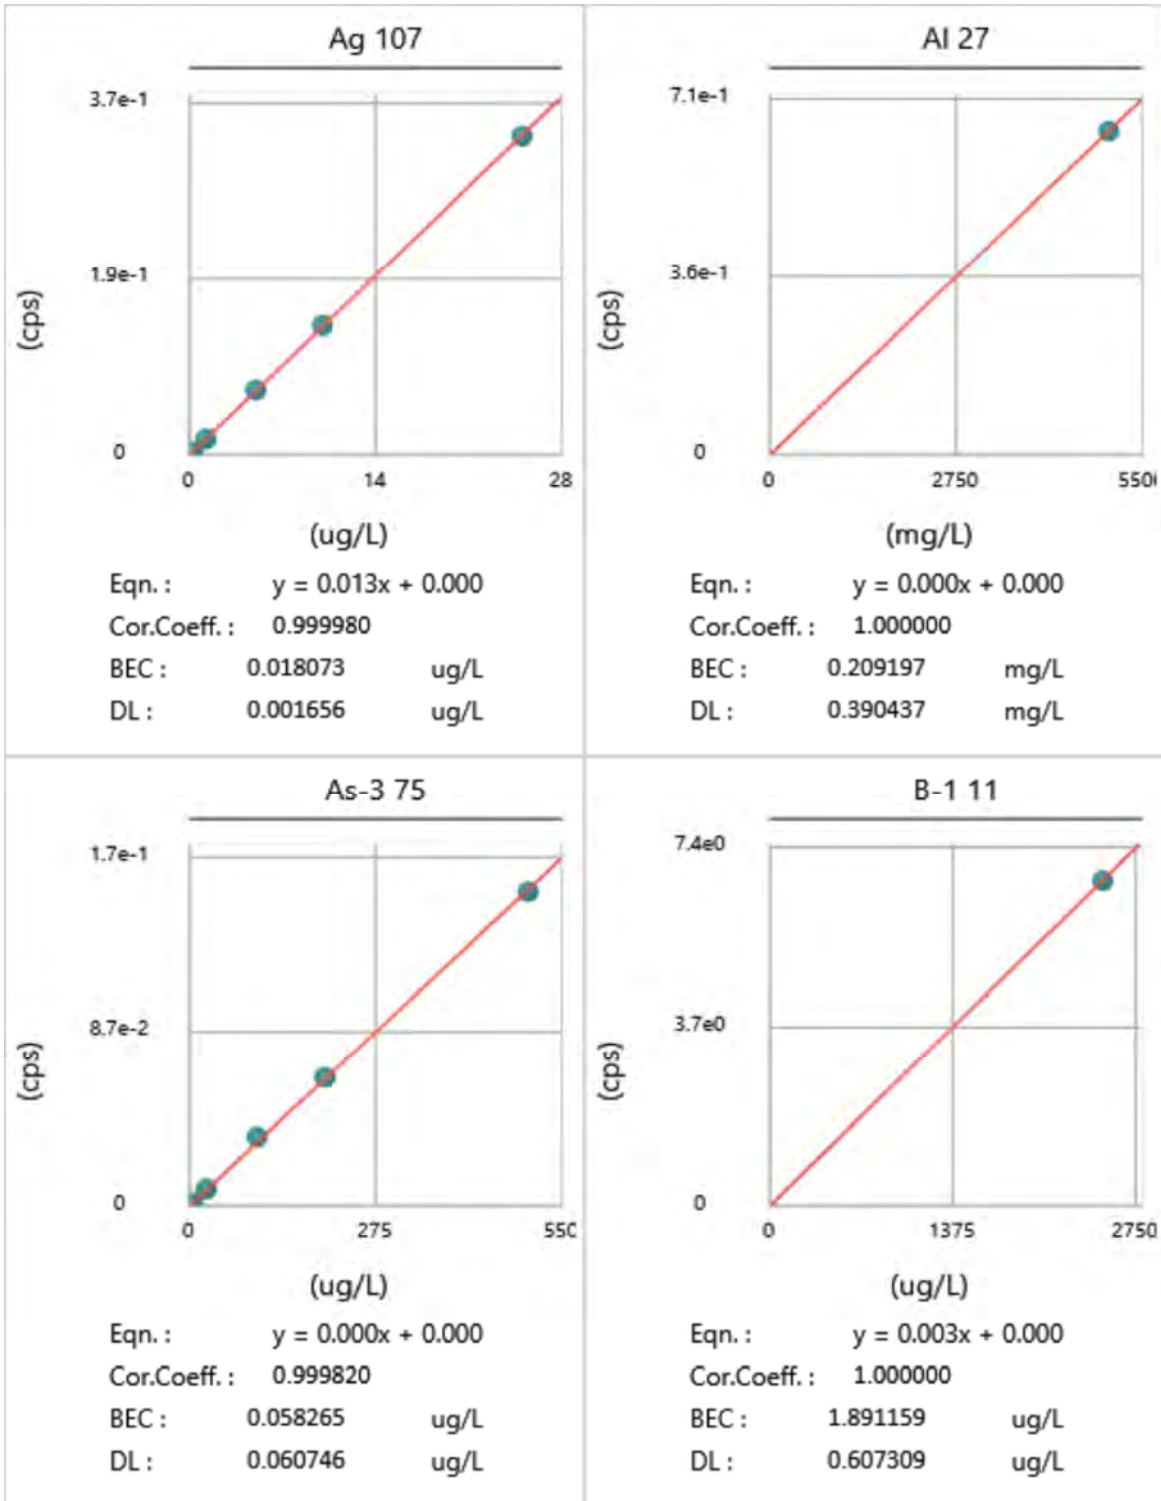 Ag 107
3.7e-1
1.9e-1
0
(cps)
0 14 28
(ug/L)
Eqn. : y = 0.013x + 0.000
Cor.Coeff. : 0.999980
BEC : 0.018073 ug/L
DL : 0.001656 ug/L
Al 27
7.1e-1
3.6e-1
0
(cps)
0 2750 550
(mg/L)
Eqn. : y = 0.000x + 0.000
Cor.Coeff. : 1.000000
BEC : 0.209197 mg/L
DL : 0.390437 mg/L
As-3 75
1.7e-1
8.7e-2
0
(cps)
0 275 550
(ug/L)
Eqn. : y = 0.000x + 0.000
Cor.Coeff. : 0.999820
BEC : 0.058265 ug/L
DL : 0.060746 ug/L
B-1 11
7.4e0
3.7e0
0
(cps)
0 1375 2750
(ug/L)
Eqn. : y = 0.003x + 0.000
Cor.Coeff. : 1.000000
BEC : 1.891159 ug/L
DL : 0.607309 ug/L